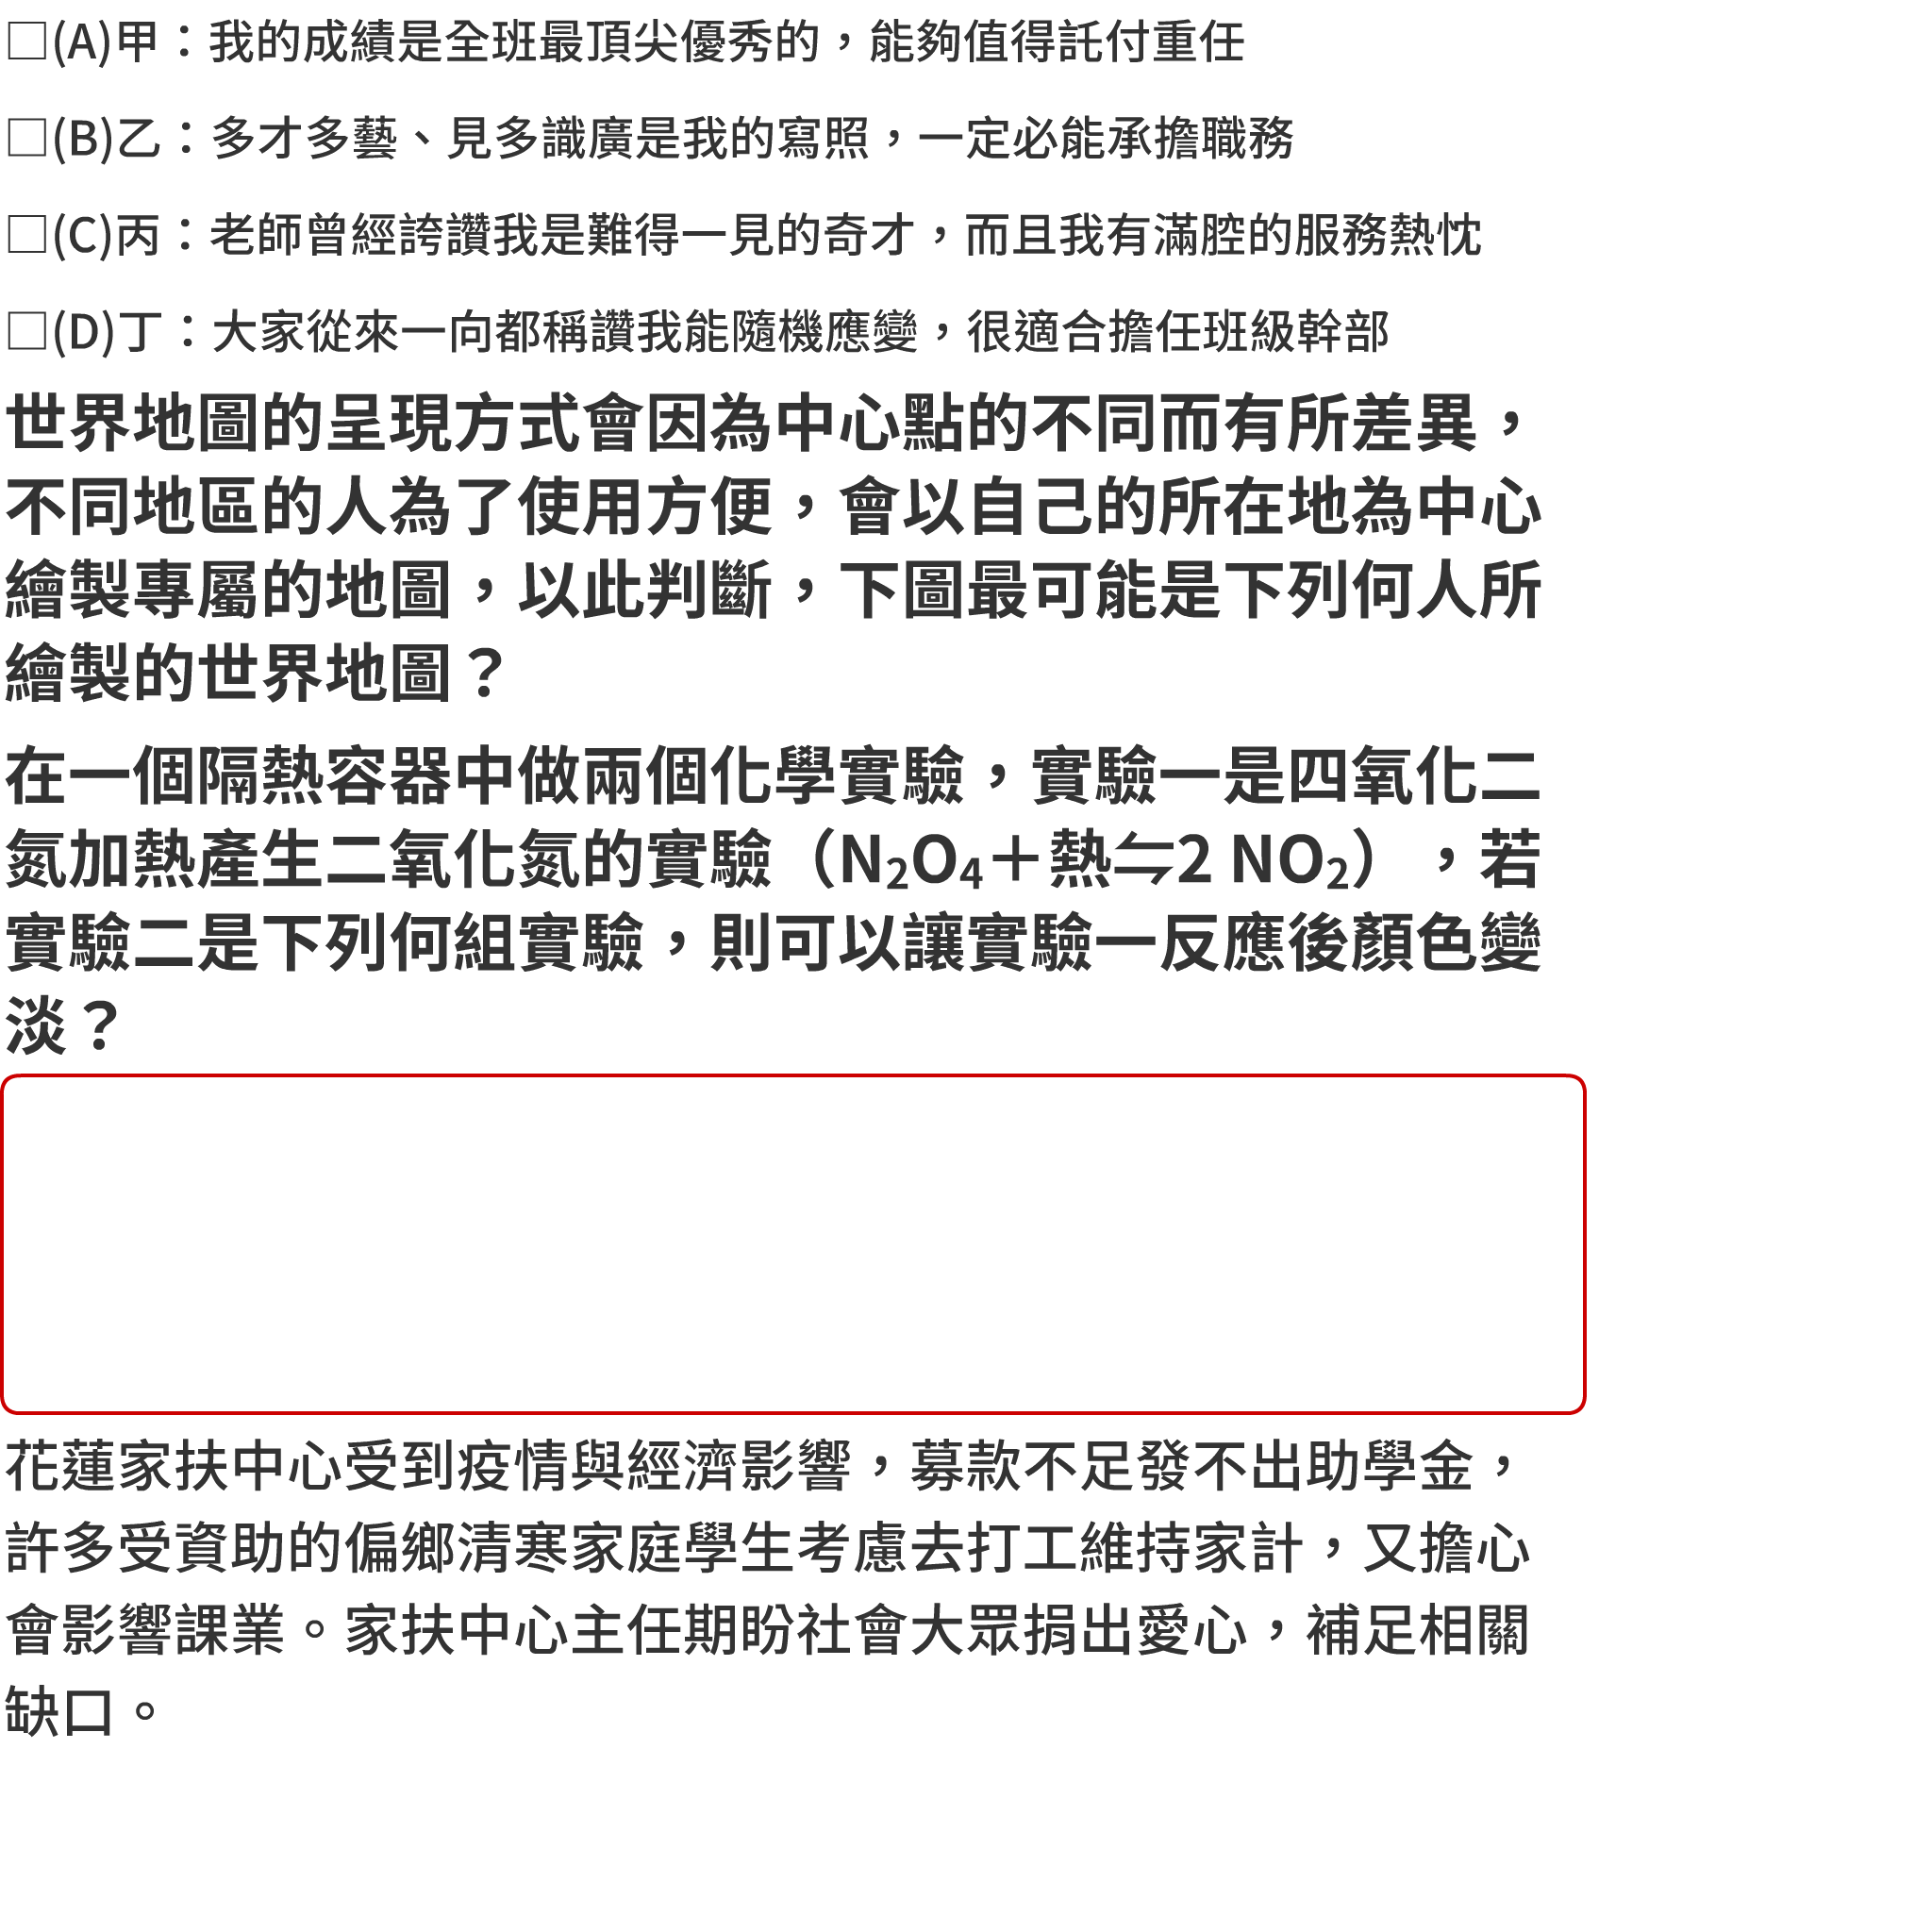 □(A)甲：我的成績是全班最頂尖優秀的，能夠值得託付重任
□(B)乙：多才多藝、見多識廣是我的寫照，一定必能承擔職務
□(C)丙：老師曾經誇讚我是難得一見的奇才，而且我有滿腔的服務熱忱
□(D)丁：大家從來一向都稱讚我能隨機應變，很適合擔任班級幹部
世界地圖的呈現方式會因為中心點的不同而有所差異，
不同地區的人為了使用方便，會以自己的所在地為中心
繪製專屬的地圖，以此判斷，下圖最可能是下列何人所
繪製的世界地圖？
在一個隔熱容器中做兩個化學實驗，實驗一是四氧化二
氮加熱產生二氧化氮的實驗（N₂O₄＋熱⇋2 NO₂），若
實驗二是下列何組實驗，則可以讓實驗一反應後顏色變
淡？
花蓮家扶中心受到疫情與經濟影響，募款不足發不出助學金，
許多受資助的偏鄉清寒家庭學生考慮去打工維持家計，又擔心
會影響課業。家扶中心主任期盼社會大眾捐出愛心，補足相關
缺口。